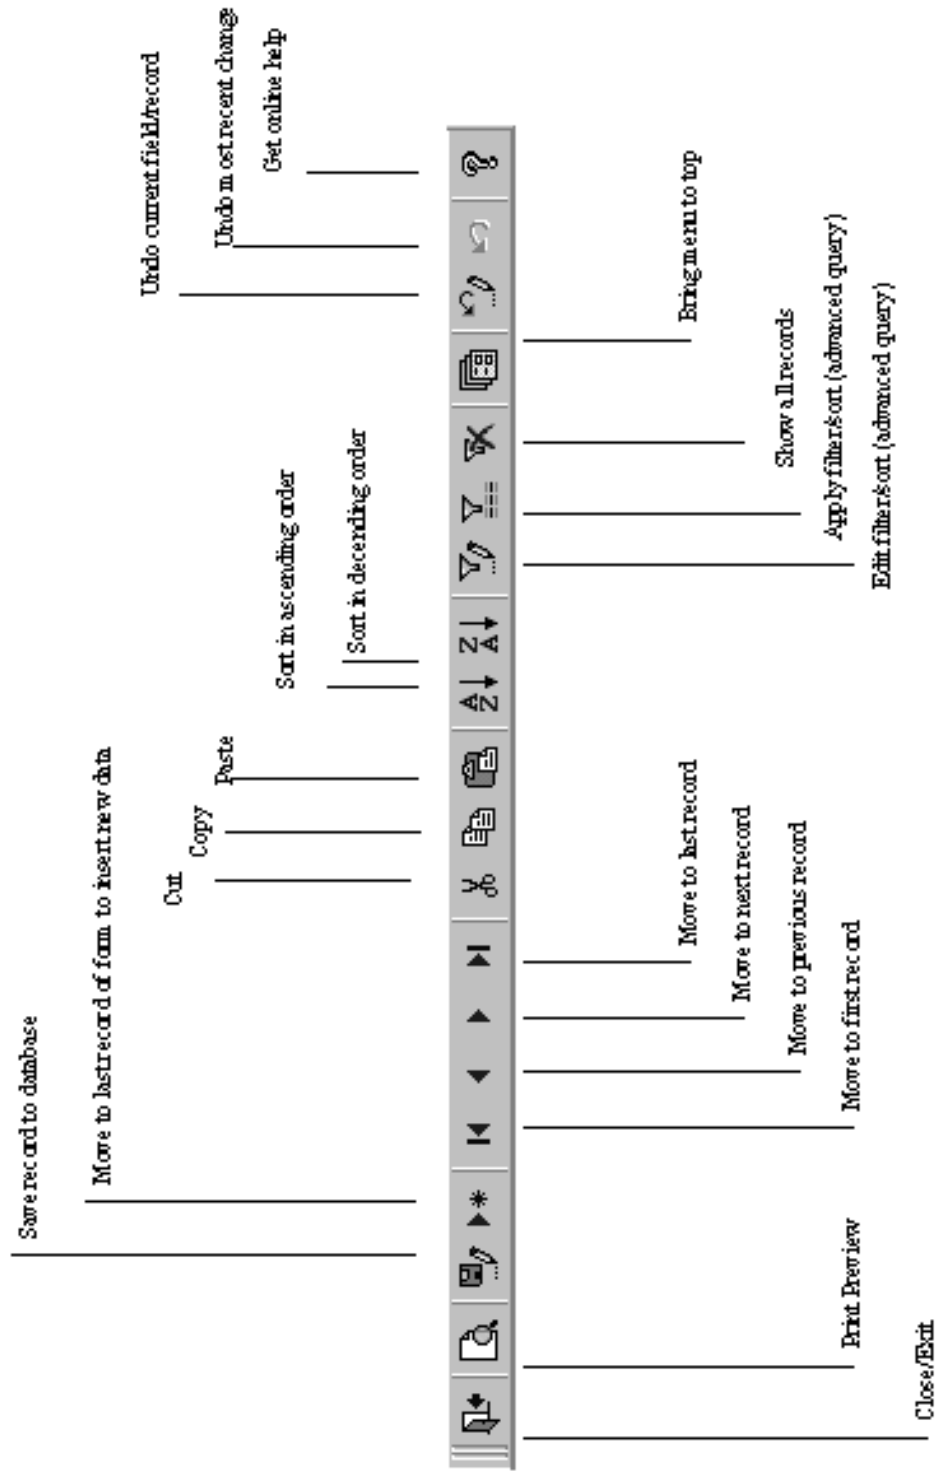 Save record to database
Move to last record of form to insert new data
Cut
Copy
Paste
Sort in ascending order
Sort in decending order
Undo current field/record
Undo most recent change
Get online help
Close/Exit
Print Preview
Move to first record
Move to previous record
Move to next record
Move to last record
Edit filter/sort (advanced query)
Apply filter/sort (advanced query)
Show all records
Bring menu to top
A
Z
Z
A
?